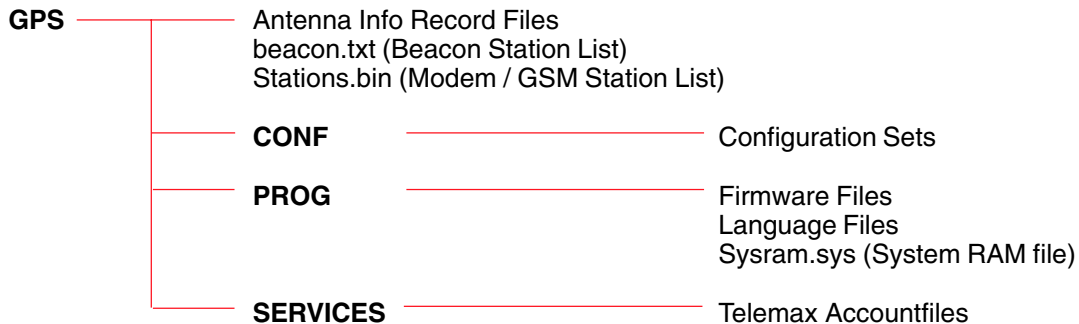 GPS Antenna Info Record Files
beacon.txt (Beacon Station List)
Stations.bin (Modem / GSM Station List)
CONF Configuration Sets
PROG Firmware Files
Language Files
Sysram.sys (System RAM file)
SERVICES Telemax Accountfiles